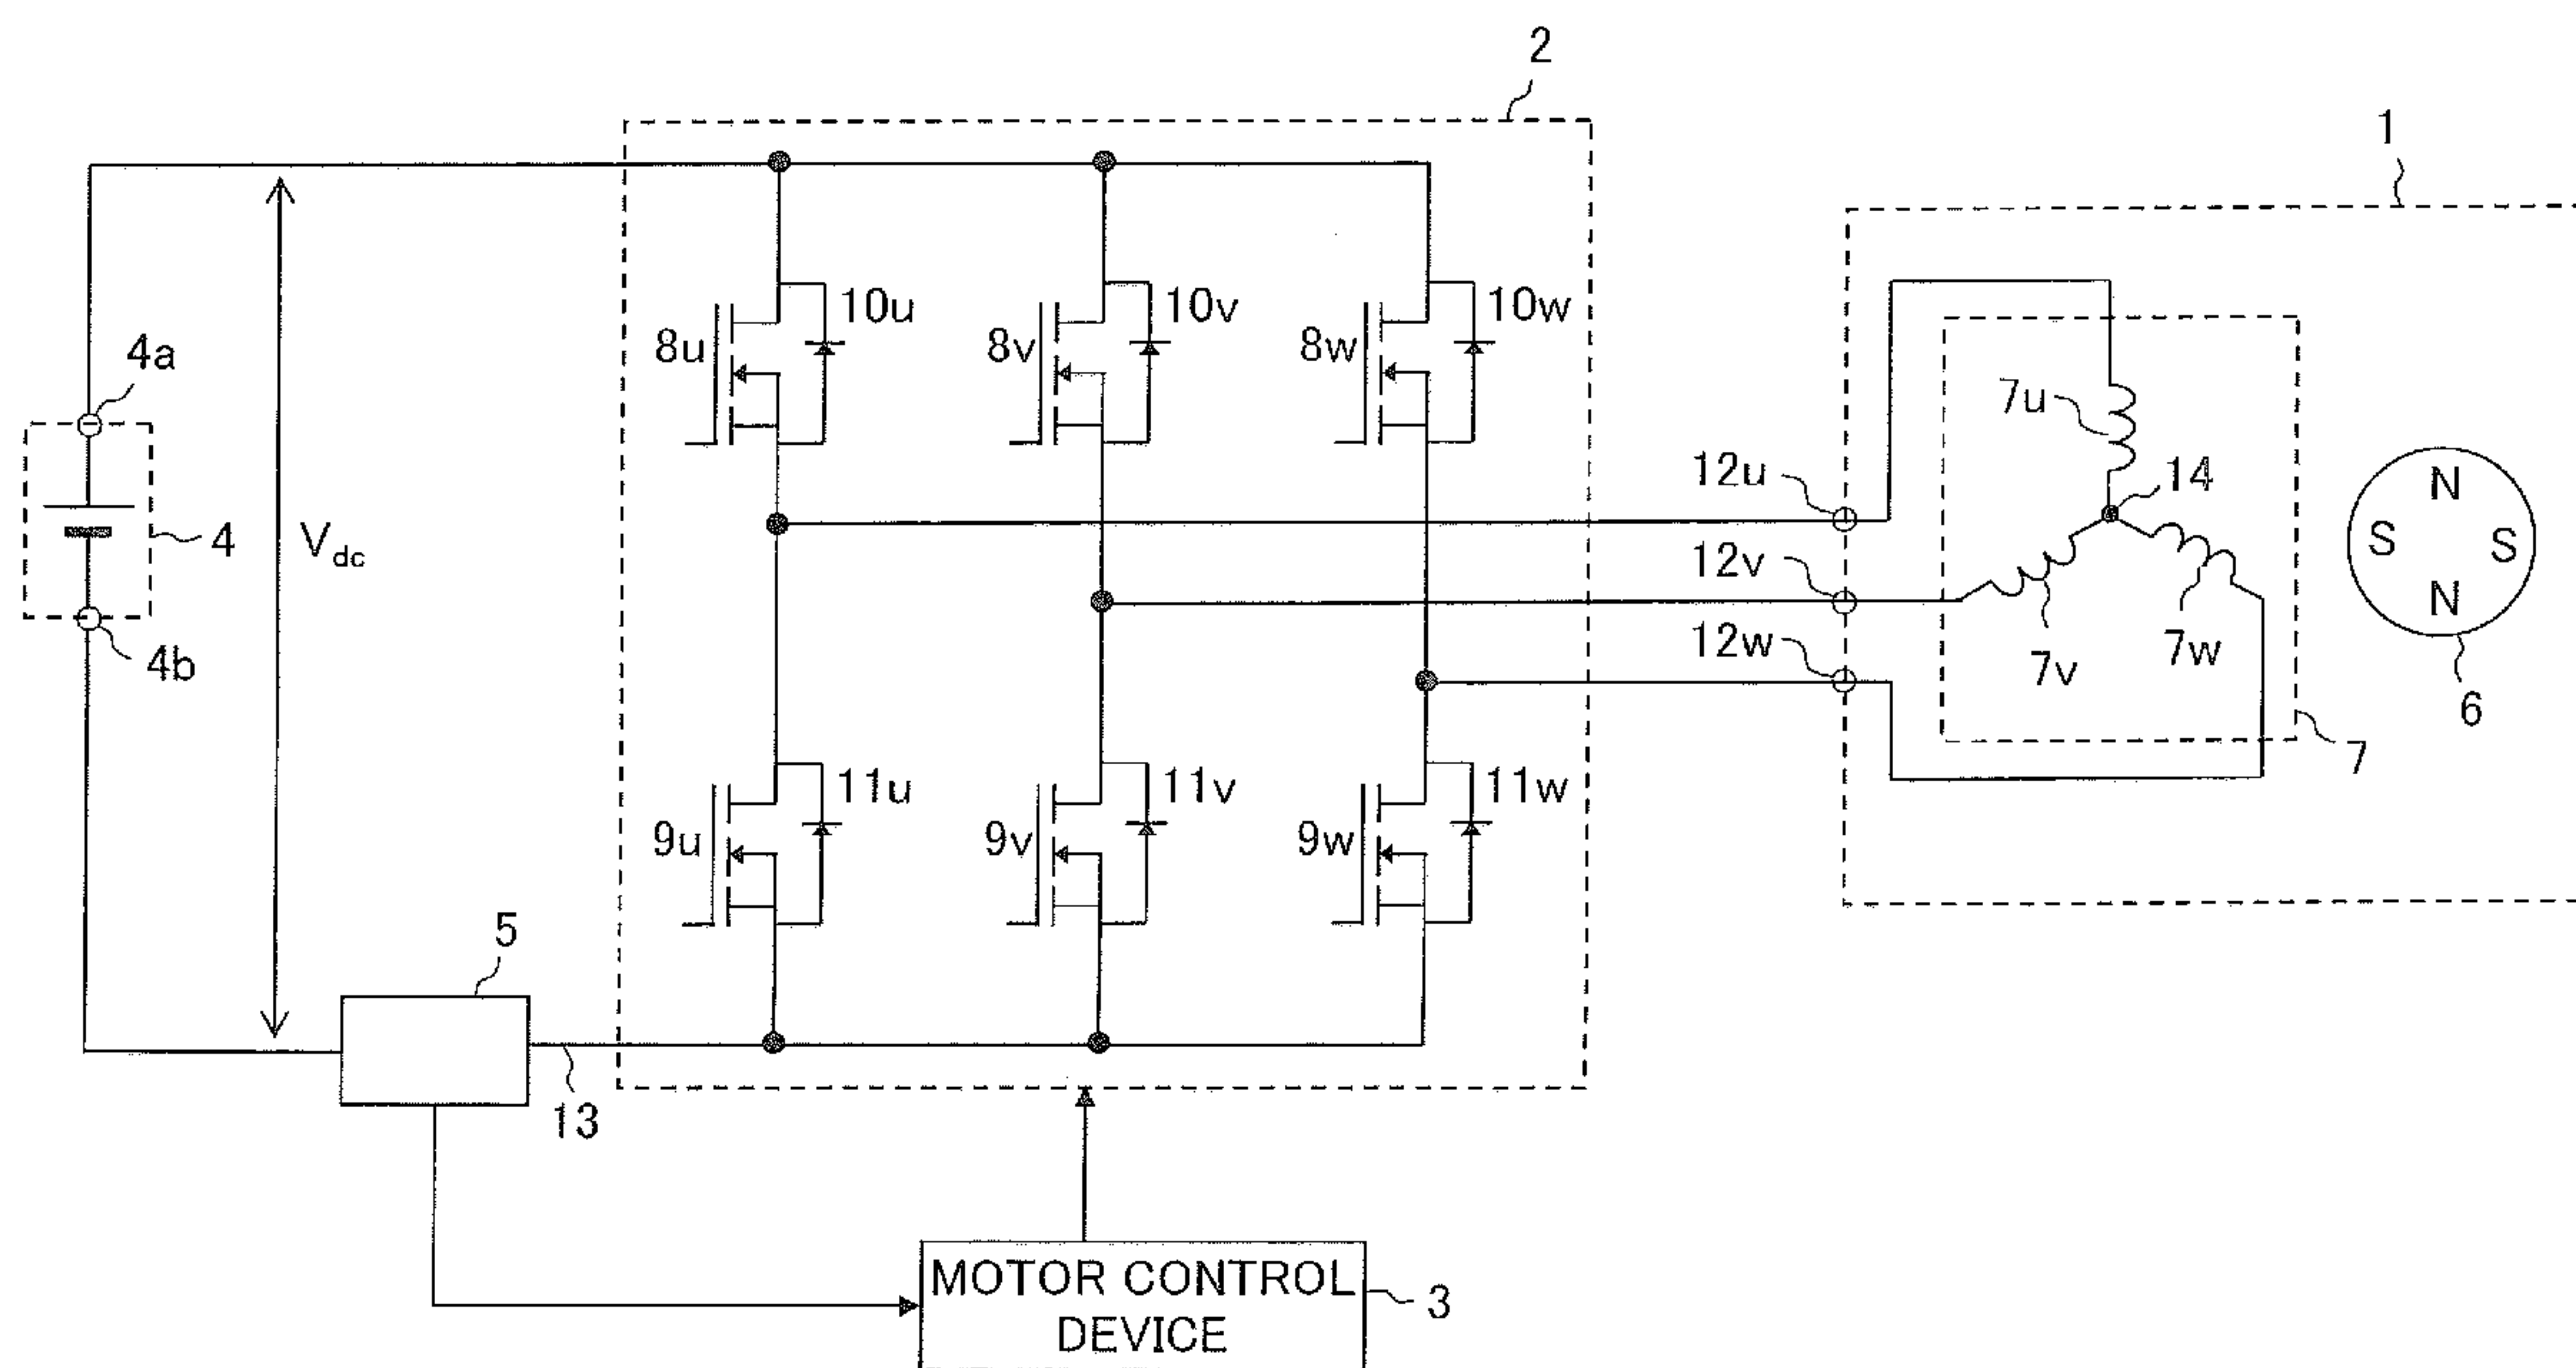 2
1
10u
10v
10w
8u
8v
8w
4a
7u
12u
14
N
S
S
N
4
Vdc
12v
12w
4b
7v
7w
6
7
11u
11v
11w
9u
9v
9w
5
13
MOTOR CONTROL
DEVICE
3